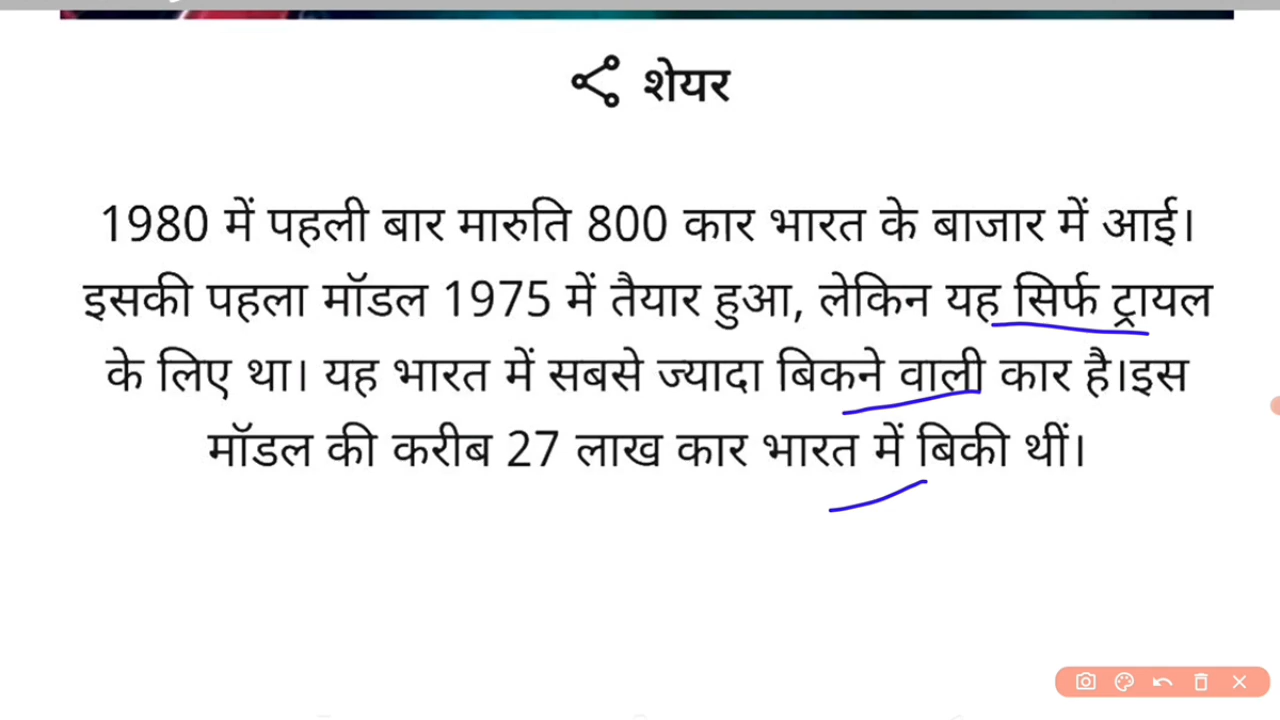 शेयर
1980 में पहली बार मारुति 800 कार भारत के बाजार में आई।
इसकी पहला मॉडल 1975 में तैयार हुआ, लेकिन यह सिर्फ ट्रायल
के लिए था। यह भारत में सबसे ज्यादा बिकने वाली कार है।इस
मॉडल की करीब 27 लाख कार भारत में बिकी थीं।